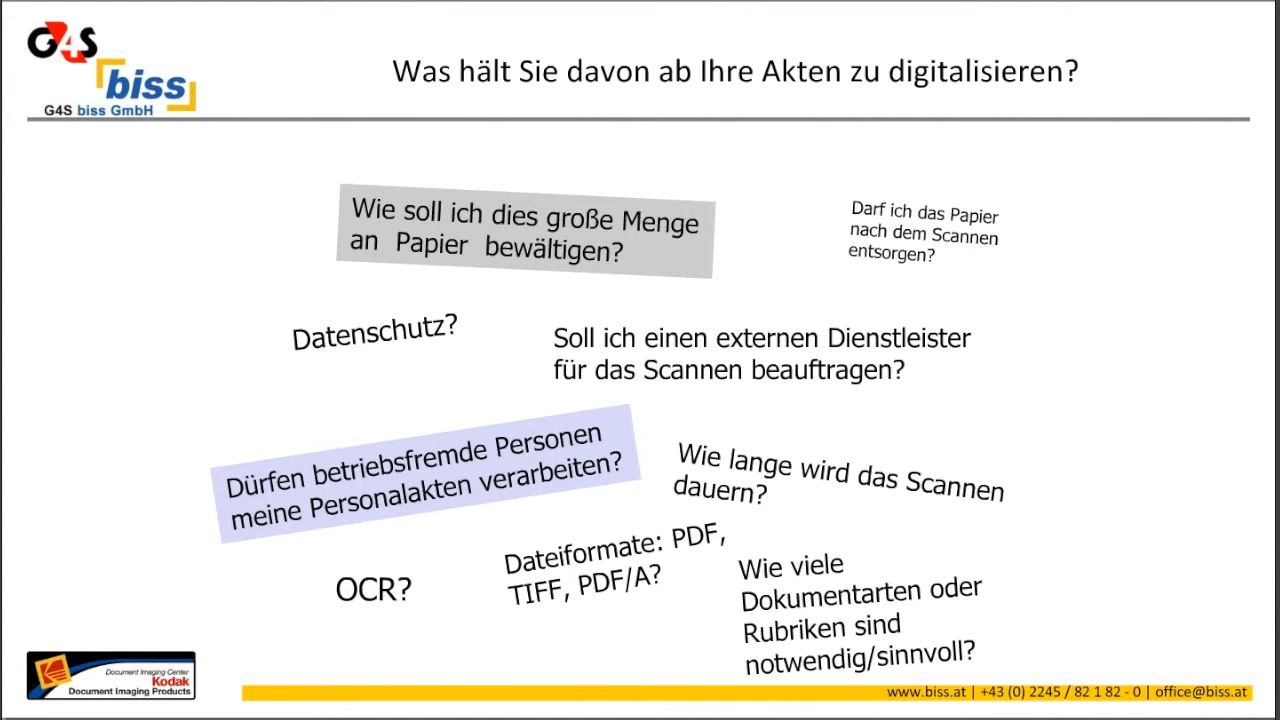 G4S
biss
G4S biss GmbH
Was hält Sie davon ab Ihre Akten zu digitalisieren?
Wie soll ich dies große Menge
an Papier bewältigen?
Darf ich das Papier
nach dem Scannen
entsorgen?
Datenschutz?
Soll ich einen externen Dienstleister
für das Scannen beauftragen?
Dürfen betriebsfremde Personen
meine Personalakten verarbeiten?
Wie lange wird das Scannen
dauern?
OCR?
Dateiformate: PDF,
TIFF, PDF/A?
Wie viele
Dokumentarten oder
Rubriken sind
notwendig/sinnvoll?
Document Imaging Center
Kodak
Document Imaging Products
www.biss.at | +43 (0) 2245 / 82 1 82 - 0 | office@biss.at